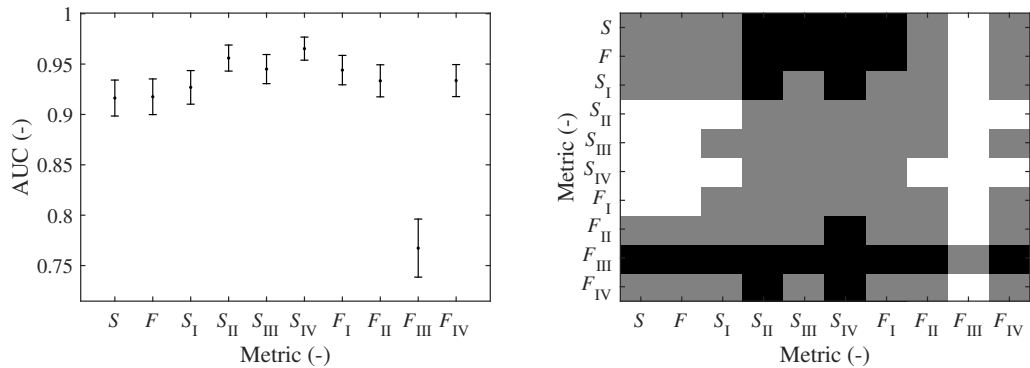 1
0.95
0.9
0.85
0.8
0.75
AUC (-)
S F S_I S_II S_III S_IV F_I F_II F_III F_IV
Metric (-)
S
F
S_I
S_II
S_III
S_IV
F_I
F_II
F_III
F_IV
Metric (-)
S F S_I S_II S_III S_IV F_I F_II F_III F_IV
Metric (-)